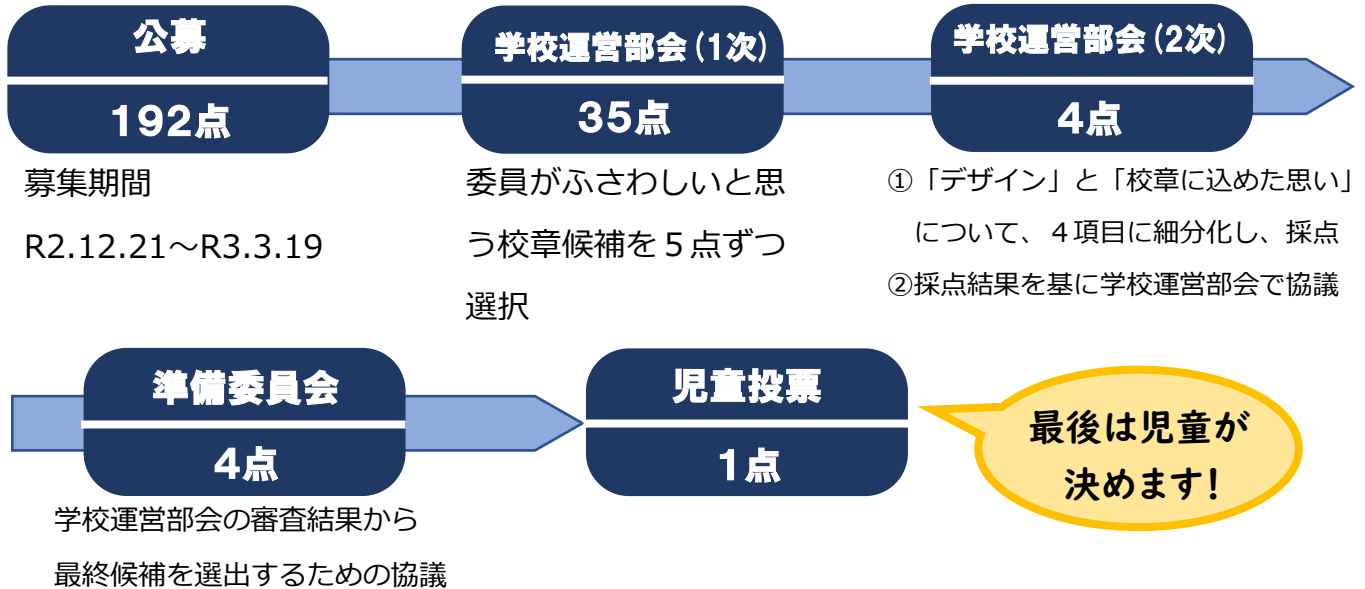 公募
192点
募集期間
R2.12.21～R3.3.19
学校運営部会(1次)
35点
委員がふさわしいと思
う校章候補を５点ずつ
選択
学校運営部会(2次)
4点
①「デザイン」と「校章に込めた思い」
について、４項目に細分化し、採点
②採点結果を基に学校運営部会で協議
準備委員会
4点
学校運営部会の審査結果から
最終候補を選出するための協議
児童投票
1点
最後は児童が
決めます！